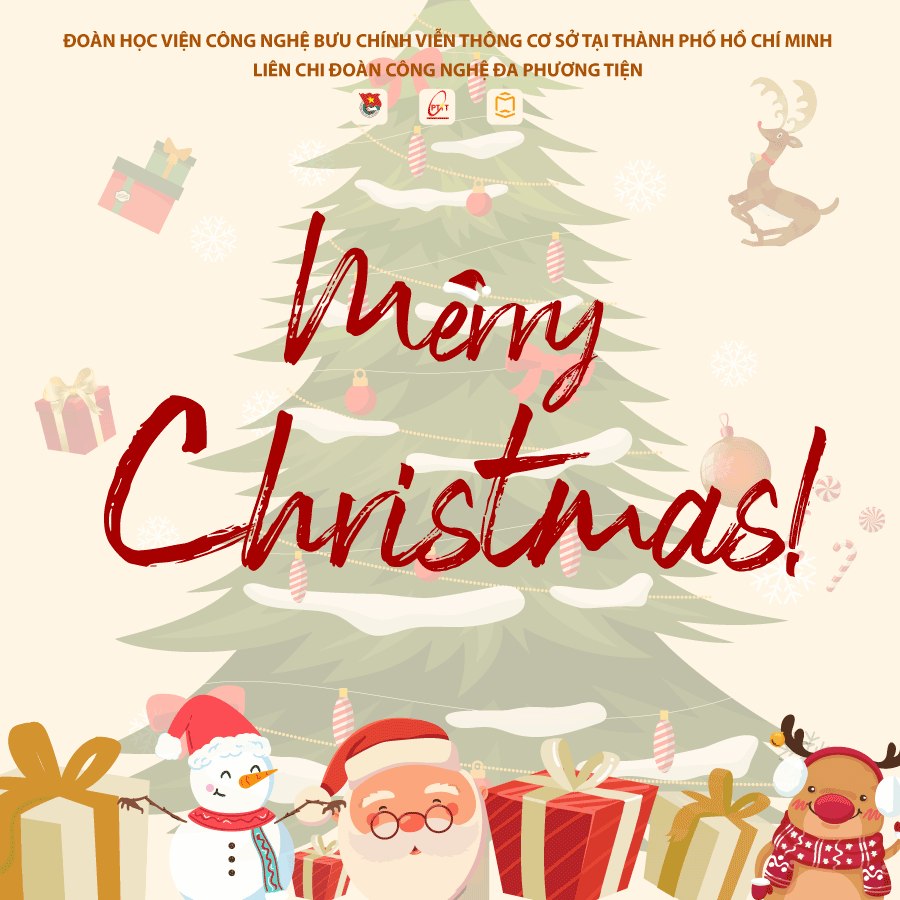 ĐOÀN HỌC VIỆN CÔNG NGHỆ BƯU CHÍNH VIỄN THÔNG CƠ SỞ TẠI THÀNH PHỐ HỒ CHÍ MINH
LIÊN CHI ĐOÀN CÔNG NGHỆ ĐA PHƯƠNG TIỆN
PTIT
Merry
Christmas!